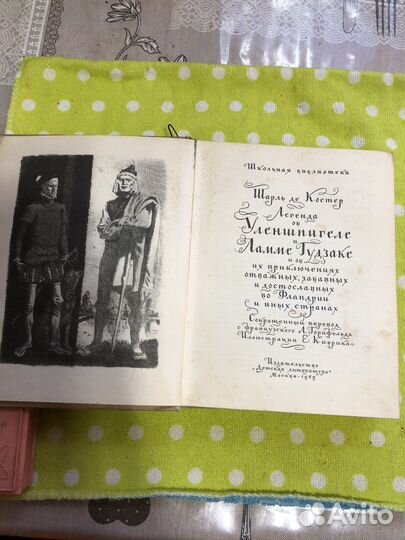 Школьная библиотека
Шарль де Костер
Легенда
об
Уленшпигеле
и
Ламме Гудзаке
и об
их приключениях
отважных, забавных
и достославных
во Фландрии
и иных странах
Сокращенный перевод
с французского А. Горнфельда
Иллюстрации Е. Кибрика
Издательство
„Детская литература"
Москва–1969
Avito